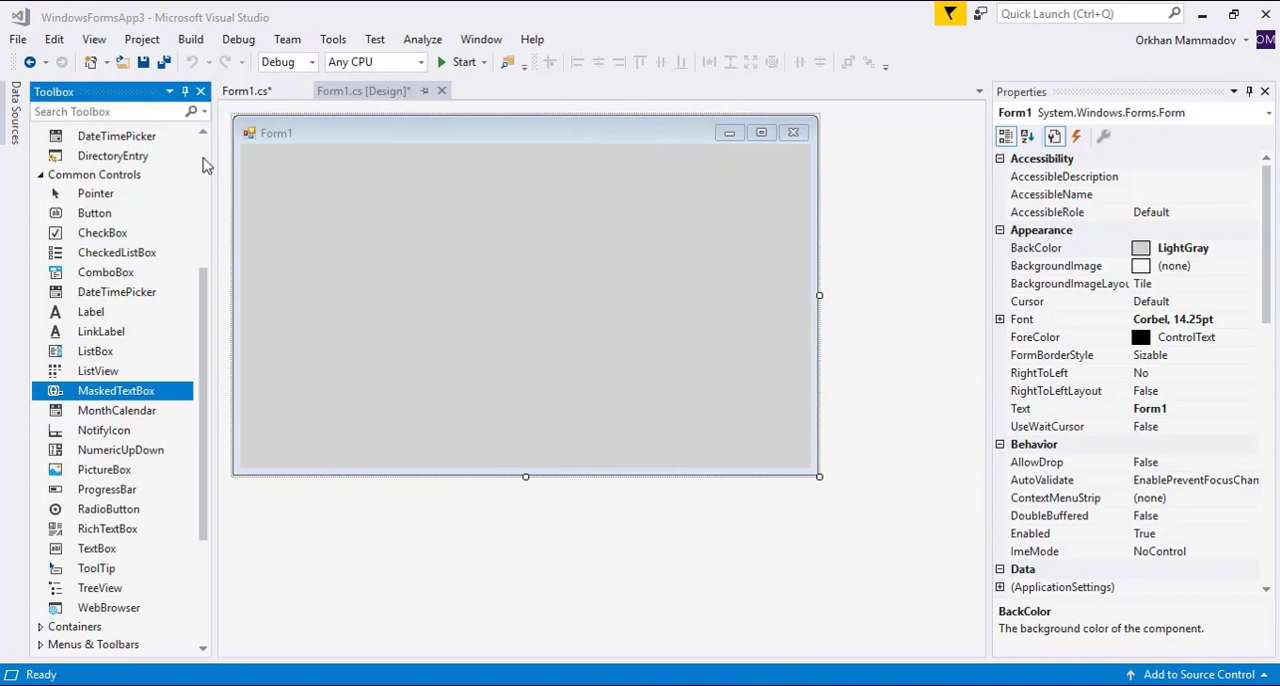 WindowsFormsApp3 - Microsoft Visual Studio
Quick Launch (Ctrl+Q)
File Edit View Project Build Debug Team Tools Test Analyze Window Help
Orkhan Mammadov OM
Debug Any CPU Start
Data Sources
Toolbox
Search Toolbox
DateTimePicker
DirectoryEntry
Common Controls
Pointer
Button
CheckBox
CheckedListBox
ComboBox
DateTimePicker
Label
LinkLabel
ListBox
ListView
MaskedTextBox
MonthCalendar
NotifyIcon
NumericUpDown
PictureBox
ProgressBar
RadioButton
RichTextBox
TextBox
ToolTip
TreeView
WebBrowser
Containers
Menus & Toolbars
Form1.cs* Form1.cs [Design]*
Form1
Properties
Form1 System.Windows.Forms.Form
Accessibility
AccessibleDescription
AccessibleName
AccessibleRole Default
Appearance
BackColor LightGray
BackgroundImage (none)
BackgroundImageLayou Tile
Cursor Default
Font Corbel, 14.25pt
ForeColor ControlText
FormBorderStyle Sizable
RightToLeft No
RightToLeftLayout False
Text Form1
UseWaitCursor False
Behavior
AllowDrop False
AutoValidate EnablePreventFocusChan
ContextMenuStrip (none)
DoubleBuffered False
Enabled True
ImeMode NoControl
Data
(ApplicationSettings)
BackColor
The background color of the component.
Ready
Add to Source Control